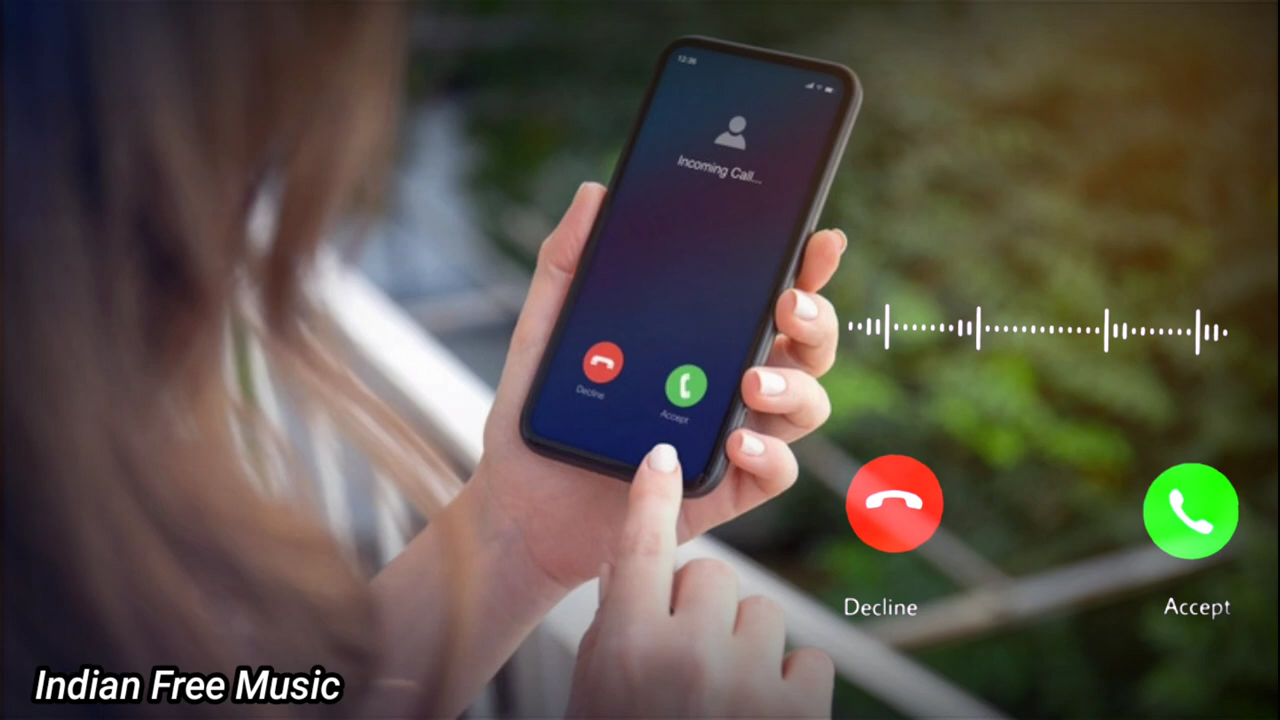 12:36
Incoming Call...
Decline
Accept
Decline
Accept
Indian Free Music